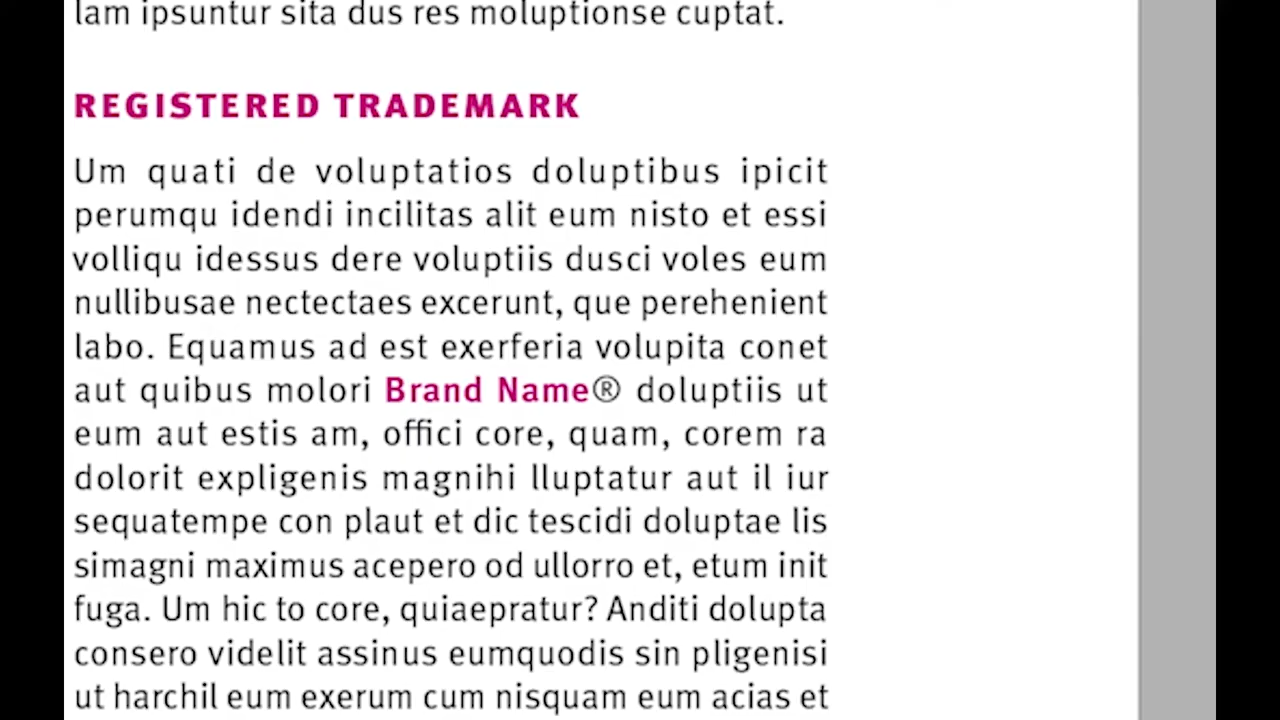 lam ipsuntur sita dus res moluptionse cuptat.
REGISTERED TRADEMARK
Um quati de voluptatios doluptibus ipicit
perumqu idendi incilitas alit eum nisto et essi
volliqu idessus dere voluptiis dusci voles eum
nullibusae nectectaes excerunt, que perehenient
labo. Equamus ad est exerferia volupita conet
aut quibus molori Brand Name® doluptiis ut
eum aut estis am, offici core, quam, corem ra
dolorit expligenis magnihi lluptatur aut il iur
sequatempe con plaut et dic tescidi doluptae lis
simagni maximus acepero od ullorro et, etum init
fuga. Um hic to core, quiaepratur? Anditi dolupta
consero videlit assinus eumquodis sin pligenisi
ut harchil eum exerum cum nisquam eum acias et